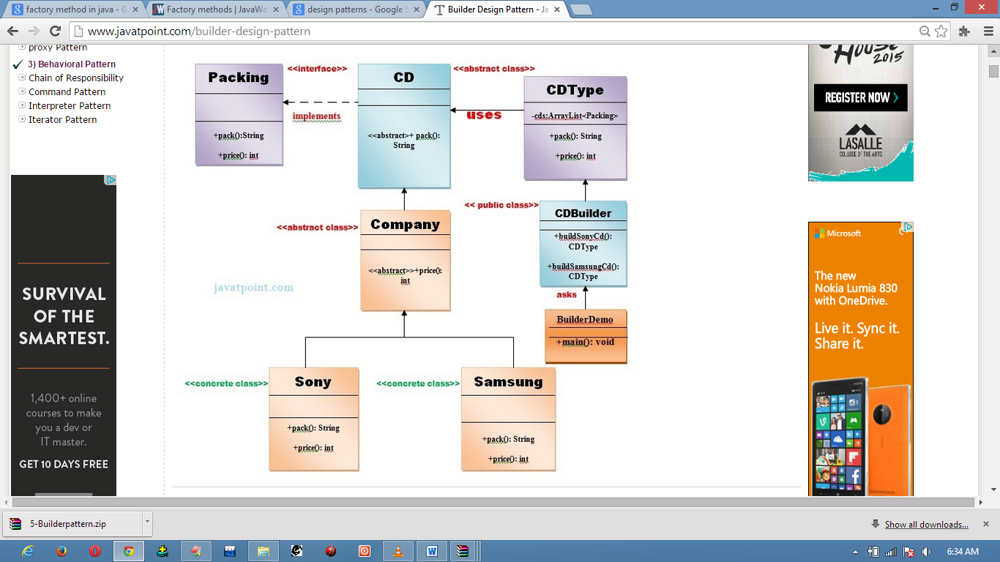 factory method in java - G
Factory methods | JavaWo
design patterns - Google S
Builder Design Pattern - Ja
www.javatpoint.com/builder-design-pattern
proxy Pattern
3) Behavioral Pattern
Chain of Responsibility
Command Pattern
Interpreter Pattern
Iterator Pattern
SURVIVAL
OF THE
SMARTEST.
1,400+ online
courses to make
you a dev or
IT master.
GET 10 DAYS FREE
Packing
+pack():String
+price(): int
<<interface>>
implements
CD
<<abstract>+ pack():
String
<<abstract class>>
uses
CDType
-cds:ArrayList<Packing>
+pack(): String
+price(): int
<<abstract class>>
Company
<<abstract>>+price():
int
<< public class>>
CDBuilder
+buildSonyCd():
CDType
+buildSamsungCd():
CDType
asks
BuilderDemo
+main(): void
javatpoint.com
<<concrete class>>
Sony
+pack(): String
+price(): int
<<concrete class>>
Samsung
+pack(): String
+price(): int
HOUSE
2015
REGISTER NOW
LASALLE
COLLEGE OF THE ARTS
Microsoft
The new
Nokia Lumia 830
with OneDrive.
Live it. Sync it.
Share it.
5-Builderpattern.zip
Show all downloads...
6:34 AM